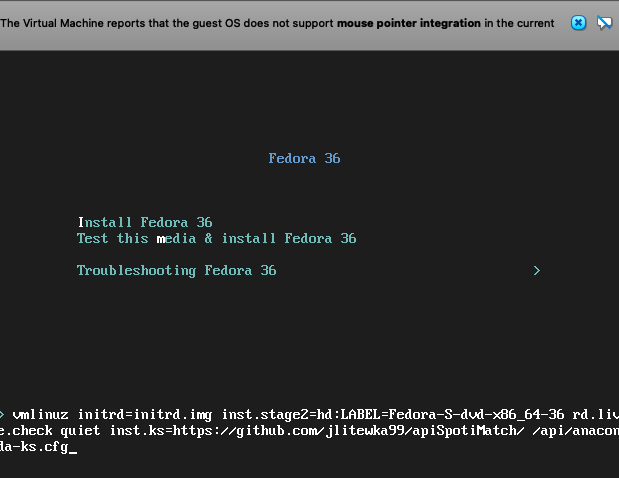 The Virtual Machine reports that the guest OS does not support mouse pointer integration in the current
Fedora 36
Install Fedora 36
Test this media & install Fedora 36
Troubleshooting Fedora 36 >
> vmlinuz initrd=initrd.img inst.stage2=hd:LABEL=Fedora-S-dvd-x86_64-36 rd.liv
e.check quiet inst.ks=https://github.com/jlitewka99/apiSpotiMatch/ /api/anacon
da-ks.cfg_